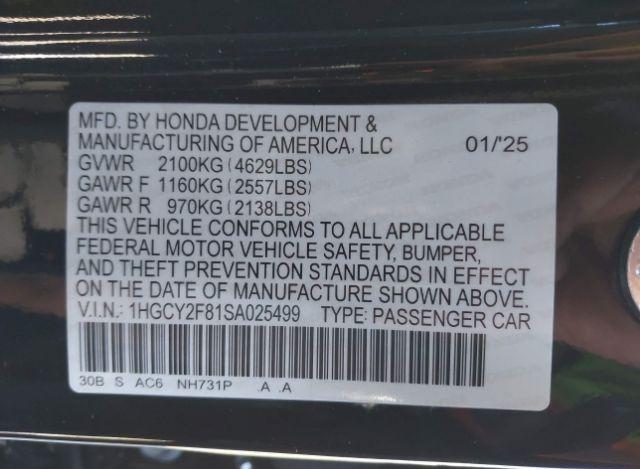 MFD. BY HONDA DEVELOPMENT &
MANUFACTURING OF AMERICA, LLC 01/'25
GVWR 2100KG (4629LBS)
GAWR F 1160KG (2557LBS)
GAWR R 970KG (2138LBS)
THIS VEHICLE CONFORMS TO ALL APPLICABLE
FEDERAL MOTOR VEHICLE SAFETY, BUMPER,
AND THEFT PREVENTION STANDARDS IN EFFECT
ON THE DATE OF MANUFACTURE SHOWN ABOVE.
V.I.N.: 1HGCY2F81SA025499 TYPE: PASSENGER CAR
30B S AC6 NH731P .A .A